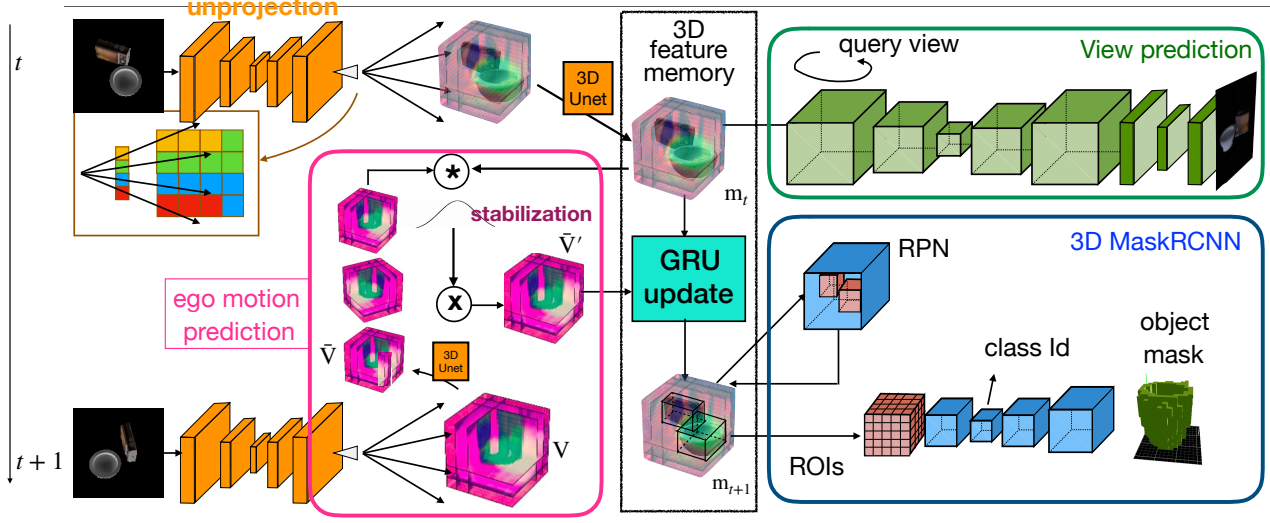 unprojection
t
3D
Unet
3D
feature
memory
m_t
query view
View prediction
*
stabilization
V̄′
x
ego motion
prediction
V̄
3D
Unet
V
GRU
update
m_{t+1}
3D MaskRCNN
RPN
class Id
object
mask
ROIs
t + 1